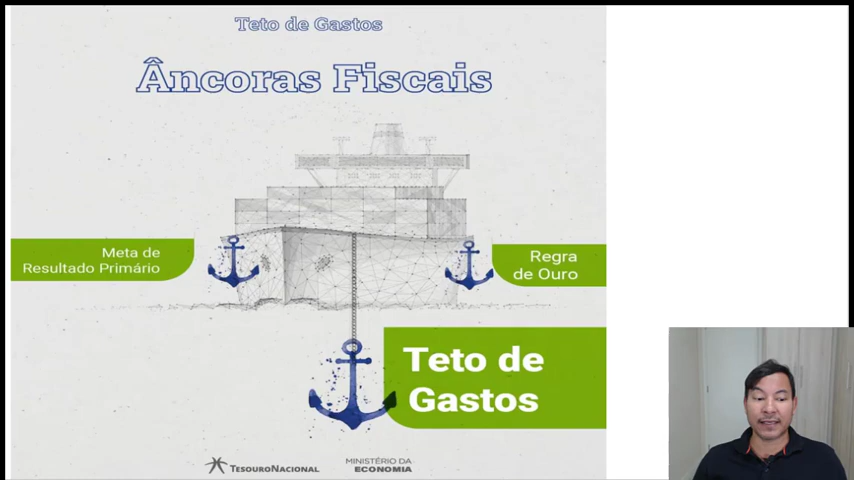 Teto de Gastos
Âncoras Fiscais
Meta de
Resultado Primário
Regra
de Ouro
Teto de
Gastos
TESOURONACIONAL
MINISTÉRIO DA
ECONOMIA